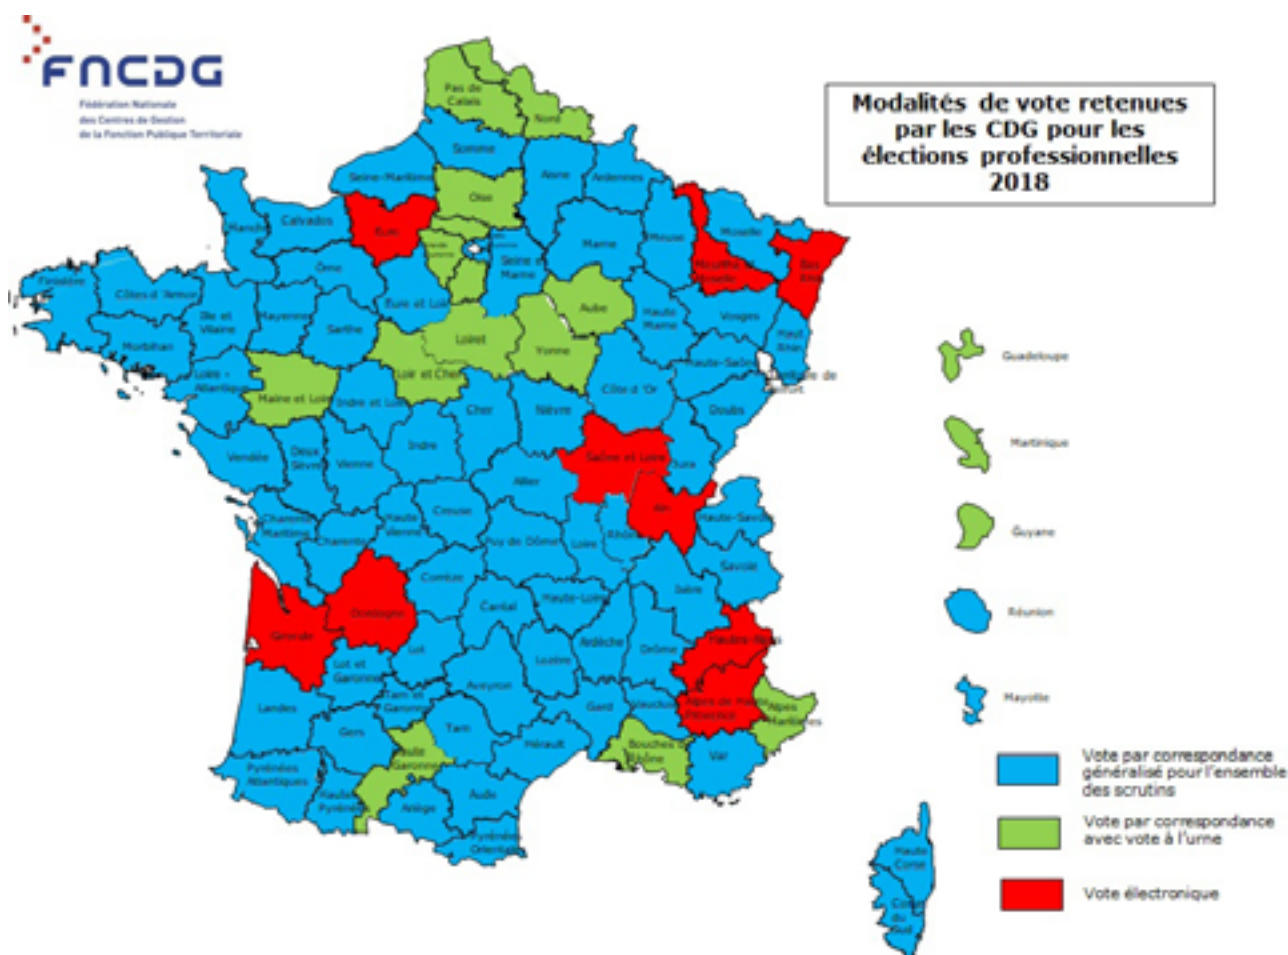 FNCDG
Fédération Nationale
des Centres de Gestion
de la Fonction Publique Territoriale
Modalités de vote retenues
par les CDG pour les
élections professionnelles
2018
Pas de
Calais
Nord
Somme
Seine-Maritime
Oise
Aisne
Ardennes
Manche
Calvados
Eure
Orne
Seine et
Marne
Marne
Meuse
Moselle
Meurthe et
Moselle
Bas
Rhin
Finistère
Côtes d'Armor
Ille et
Vilaine
Mayenne
Sarthe
Eure et Loir
Aube
Haute
Marne
Vosges
Haut
Rhin
Morbihan
Loire -
Atlantique
Maine et Loire
Loir et Cher
Loiret
Yonne
Côte d'Or
Haute-Saône
Doubs
Indre et Loire
Cher
Nièvre
Vendée
Deux
Sèvres
Vienne
Indre
Allier
Saône et Loire
Jura
Ain
Haute-Savoie
Charente
Maritime
Charente
Haute
Vienne
Creuse
Puy de Dôme
Loire
Rhône
Savoie
Corrèze
Isère
Gironde
Dordogne
Cantal
Haute-Loire
Ardèche
Drôme
Hautes-Alpes
Lot et
Garonne
Lot
Lozère
Aveyron
Landes
Tarn et
Garonne
Gard
Vaucluse
Alpes de Haute
Provence
Alpes
Maritimes
Gers
Tarn
Haute
Garonne
Hérault
Bouches du
Rhône
Var
Pyrénées
Atlantiques
Hautes
Pyrénées
Ariège
Aude
Pyrénées
Orientales
Haute
Corse
Corse
du
Sud
Guadeloupe
Martinique
Guyane
Réunion
Mayotte
Vote par correspondance
généralisé pour l'ensemble
des scrutins
Vote par correspondance
avec vote à l'urne
Vote électronique